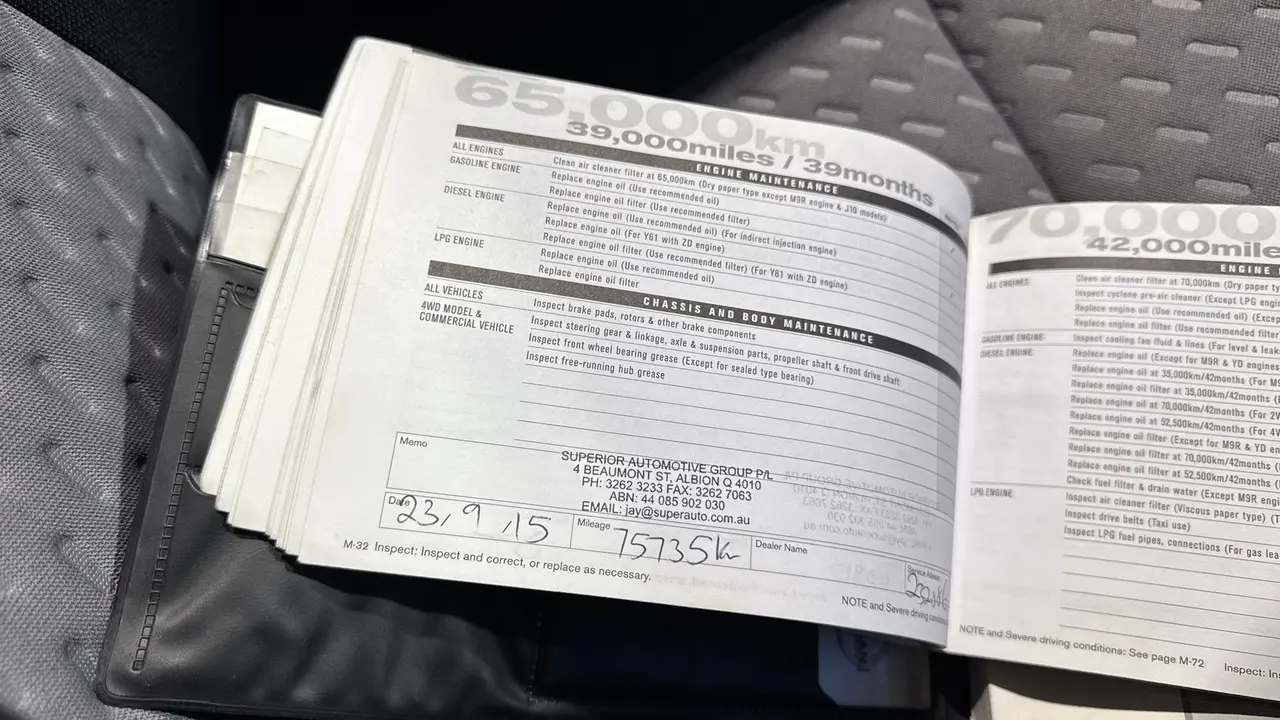 65,000km
39,000miles / 39months
ENGINE MAINTENANCE
ALL ENGINES Clean air cleaner filter at 65,000km (Dry paper type except M9R engine & J10 models)
GASOLINE ENGINE Replace engine oil (Use recommended oil)
Replace engine oil filter (Use recommended filter)
DIESEL ENGINE Replace engine oil (Use recommended oil) (For indirect injection engine)
Replace engine oil (For Y61 with ZD engine)
Replace engine oil filter (Use recommended filter) (For Y61 with ZD engine)
LPG ENGINE Replace engine oil (Use recommended oil)
Replace engine oil filter
CHASSIS AND BODY MAINTENANCE
ALL VEHICLES Inspect brake pads, rotors & other brake components
4WD MODEL & Inspect steering gear & linkage, axle & suspension parts, propeller shaft & front drive shaft
COMMERCIAL VEHICLE Inspect front wheel bearing grease (Except for sealed type bearing)
Inspect free-running hub grease
Memo
SUPERIOR AUTOMOTIVE GROUP P/L
4 BEAUMONT ST, ALBION Q 4010
PH: 3262 3233 FAX: 3262 7063
ABN: 44 085 902 030
EMAIL: jay@superauto.com.au
Date 23/9/15 Mileage 75735k Dealer Name Service Advisor
M-32 Inspect: Inspect and correct, or replace as necessary.
NOTE and Severe driving conditions
70,000
42,000mile
ENGINE
ALL ENGINES Clean air cleaner filter at 70,000km (Dry paper ty
Inspect cyclone pre-air cleaner (Except LPG engi
Replace engine oil (Use recommended oil) (Excep
Replace engine oil filter (Use recommended filter
GASOLINE ENGINE Inspect cooling fan fluid & lines (For level & leak
DIESEL ENGINE Replace engine oil (Except for M9R & YD engines
Replace engine oil at 35,000km/42months (For M
Replace engine oil filter at 35,000km/42months (
Replace engine oil at 70,000km/42months (For 2W
Replace engine oil at 52,500km/42months (For 4W
Replace engine oil filter (Except for M9R & YD en
Replace engine oil filter at 70,000km/42months (
Replace engine oil filter at 52,500km/42months (
Check fuel filter & drain water (Except M9R eng
LPG ENGINE Inspect air cleaner filter (Viscous paper type) (T
Inspect drive belts (Taxi use)
Inspect LPG fuel pipes, connections (For gas lea
NOTE and Severe driving conditions: See page M-72 Inspect: In